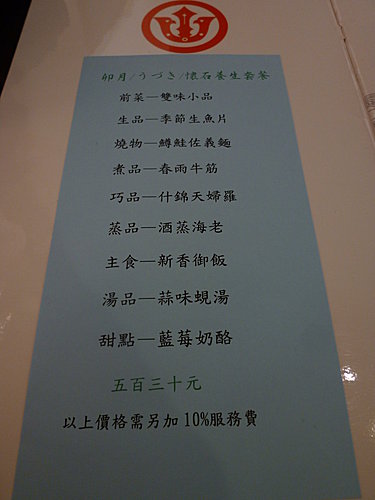 卯月/うづき/懷石養生套餐
前菜—雙味小品
生品—季節生魚片
燒物—鱒鮭佐義麵
煮品—春雨牛筋
巧品—什錦天婦羅
蒸品—酒蒸海老
主食—新香御飯
湯品—蒜味蜆湯
甜點—藍莓奶酪
五百三十元
以上價格需另加10%服務費